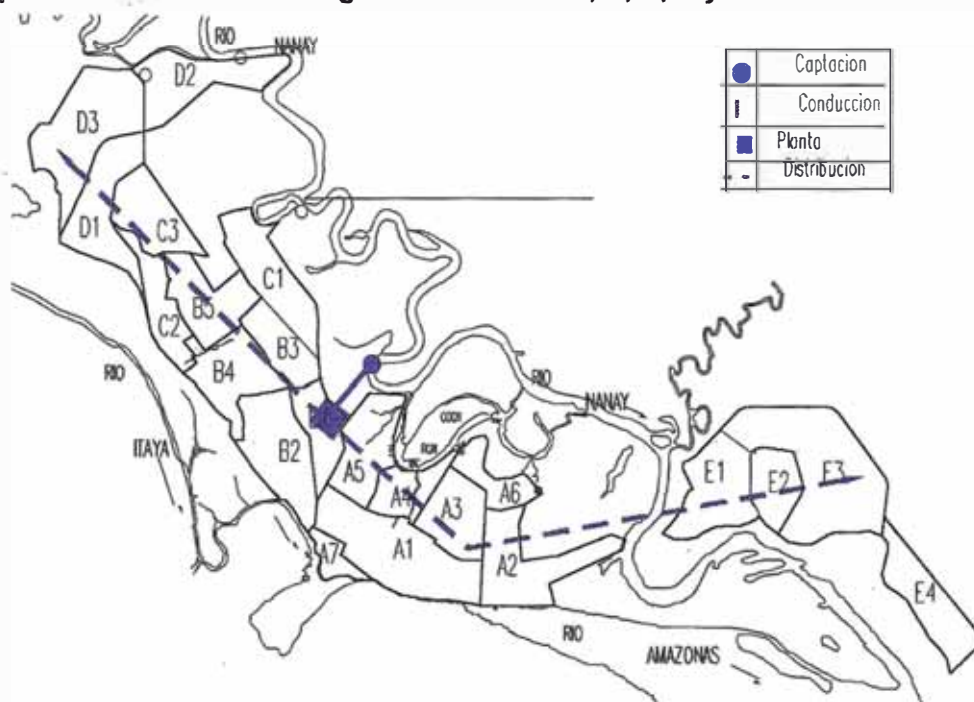 RIO
NANAY
D2
D3
D1
C3
C1
B5
C2
B3
B4
RIO
ITAYA
B2
A5
A4
A3
A6
A1
A7
A2
RIO
NANAY
E1
E2
E3
E4
RIO
AMAZONAS
Captacion
Conduccion
Planta
Distribucion